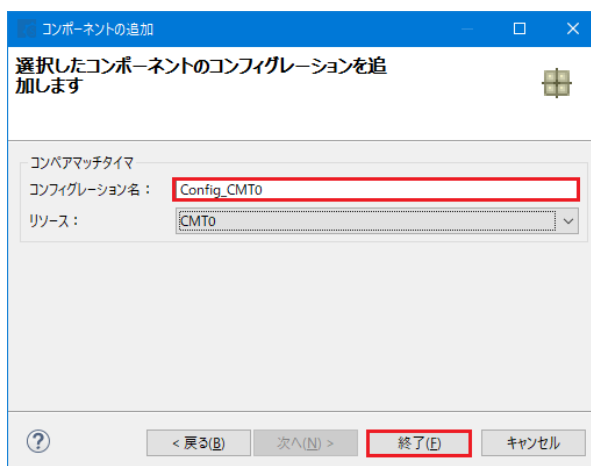 コンポーネントの追加
選択したコンポーネントのコンフィグレーションを追
加します
コンペアマッチタイマ
コンフィグレーション名：
Config_CMT0
リソース：
CMT0
?
< 戻る(B)
次へ(N) >
終了(F)
キャンセル